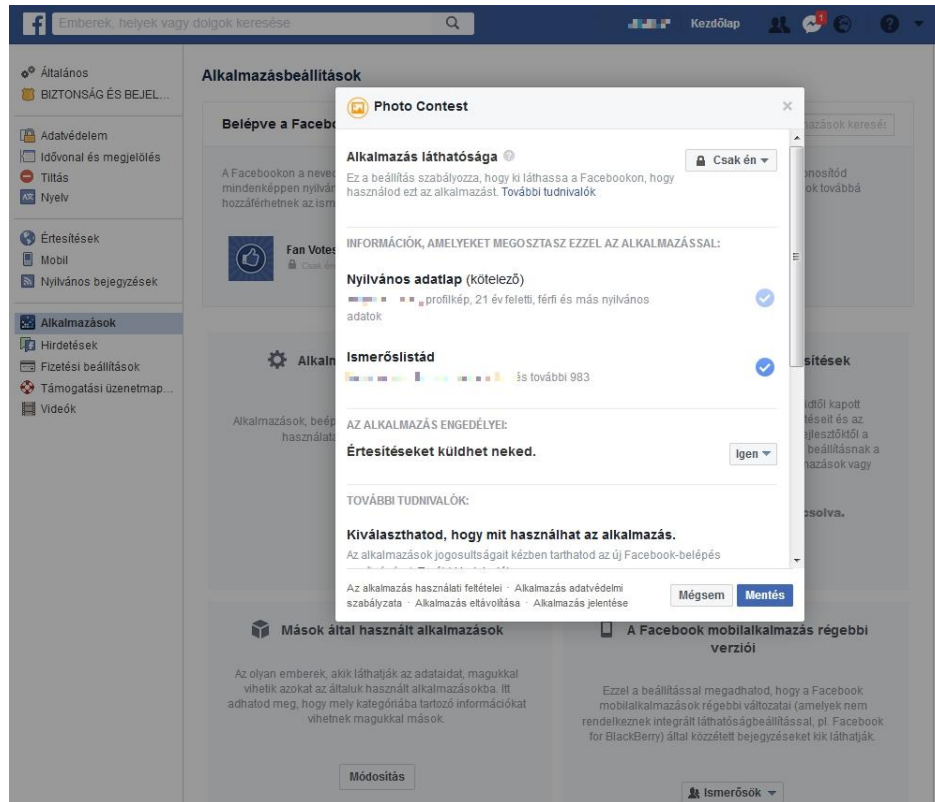 Emberek, helyek vagy dolgok keresése
Kezdőlap
1
Általános
BIZTONSÁG ÉS BEJEL...
Adatvédelem
Idővonal és megjelölés
Tiltás
Nyelv
Értesítések
Mobil
Nyilvános bejegyzések
Alkalmazások
Hirdetések
Fizetési beállítások
Támogatási üzenetmap...
Videók
Alkalmazásbeállítások
Belépve a Facebo
A Facebookon a neved
mindenképpen nyilván
hozzáférhetnek az ism
Fan Votes
Csak én
Photo Contest
Alkalmazás láthatósága
Csak én
Ez a beállítás szabályozza, hogy ki láthassa a Facebookon, hogy
használod ezt az alkalmazást. További tudnivalók
INFORMÁCIÓK, AMELYEKET MEGOSZTASZ EZZEL AZ ALKALMAZÁSSAL:
Nyilvános adatlap (kötelező)
profilkép, 21 év feletti, férfi és más nyilvános
adatok
Ismerőslistád
és további 983
AZ ALKALMAZÁS ENGEDÉLYEI:
Értesítéseket küldhet neked.
Igen
TOVÁBBI TUDNIVALÓK:
Kiválaszthatod, hogy mit használhat az alkalmazás.
Az alkalmazások jogosultságait kézben tarthatod az új Facebook-belépés
Az alkalmazás használati feltételei · Alkalmazás adatvédelmi
szabályzata · Alkalmazás eltávolítása · Alkalmazás jelentése
Mégsem
Mentés
Alkalm
Alkalmazások, beép
használata
sítések
idtől kapott
téseit és az
ejlesztőktől a
beállításnak a
mazások vagy
csolva.
Mások által használt alkalmazások
Az olyan emberek, akik láthatják az adataidat, magukkal
vihetik azokat az általuk használt alkalmazásokba. Itt
adhatod meg, hogy mely kategóriába tartozó információkat
vihetnek magukkal mások.
Módosítás
A Facebook mobilalkalmazás régebbi
verziói
Ezzel a beállítással megadhatod, hogy a Facebook
mobilalkalmazások régebbi változatai (amelyek nem
rendelkeznek integrált láthatóságbeállítással, pl. Facebook
for BlackBerry) által közzétett bejegyzéseket kik láthatják.
Ismerősök